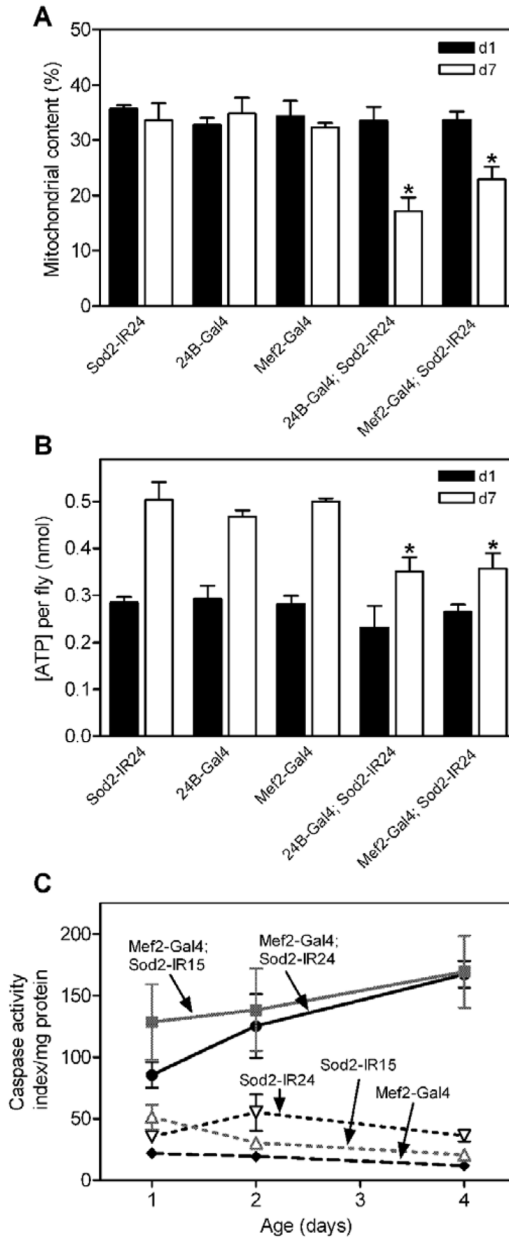 A
50
40
30
20
10
0
Mitochondrial content (%)
d1
d7
*
*
Sod2-IR24
24B-Gal4
Mef2-Gal4
24B-Gal4; Sod2-IR24
Mef2-Gal4; Sod2-IR24
B
0.5
0.4
0.3
0.2
0.1
0.0
[ATP] per fly (nmol)
d1
d7
*
*
Sod2-IR24
24B-Gal4
Mef2-Gal4
24B-Gal4; Sod2-IR24
Mef2-Gal4; Sod2-IR24
C
200
150
100
50
0
Caspase activity
index/mg protein
Mef2-Gal4;
Sod2-IR15
Mef2-Gal4;
Sod2-IR24
Sod2-IR24
Sod2-IR15
Mef2-Gal4
1
2
3
4
Age (days)